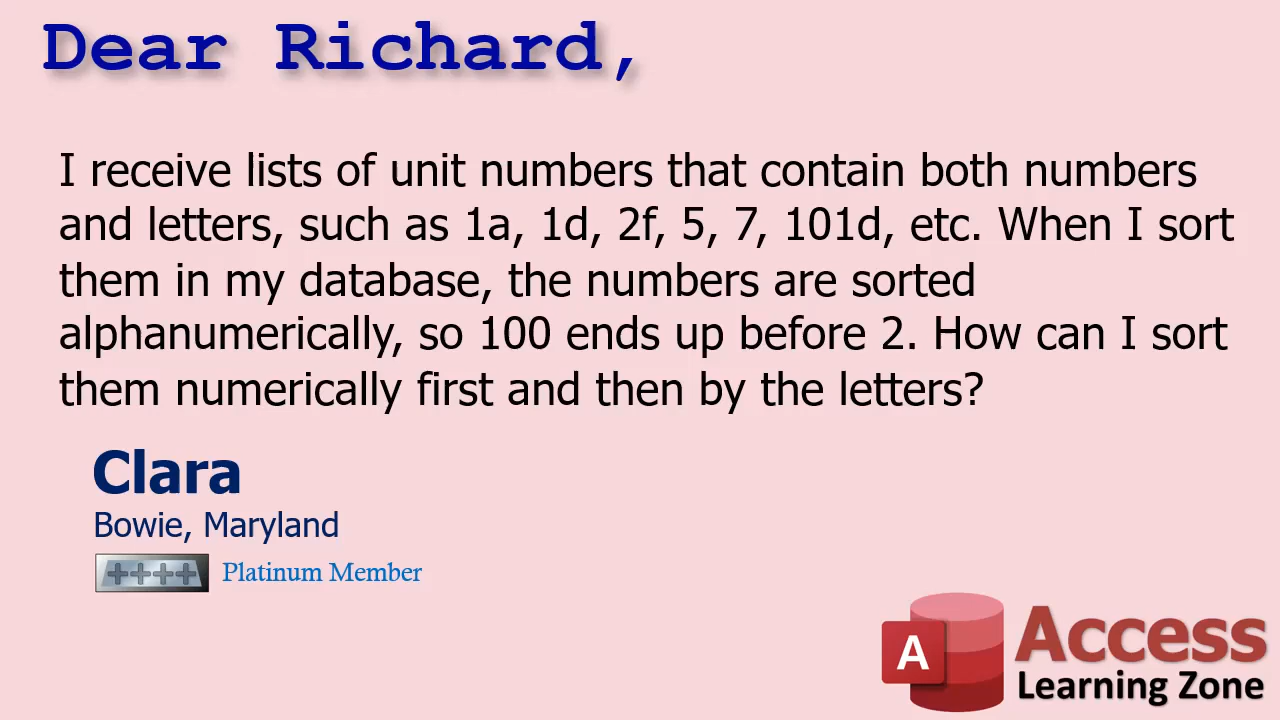 Dear Richard,
I receive lists of unit numbers that contain both numbers
and letters, such as 1a, 1d, 2f, 5, 7, 101d, etc. When I sort
them in my database, the numbers are sorted
alphanumerically, so 100 ends up before 2. How can I sort
them numerically first and then by the letters?
Clara
Bowie, Maryland
++++ Platinum Member
A Access
Learning Zone